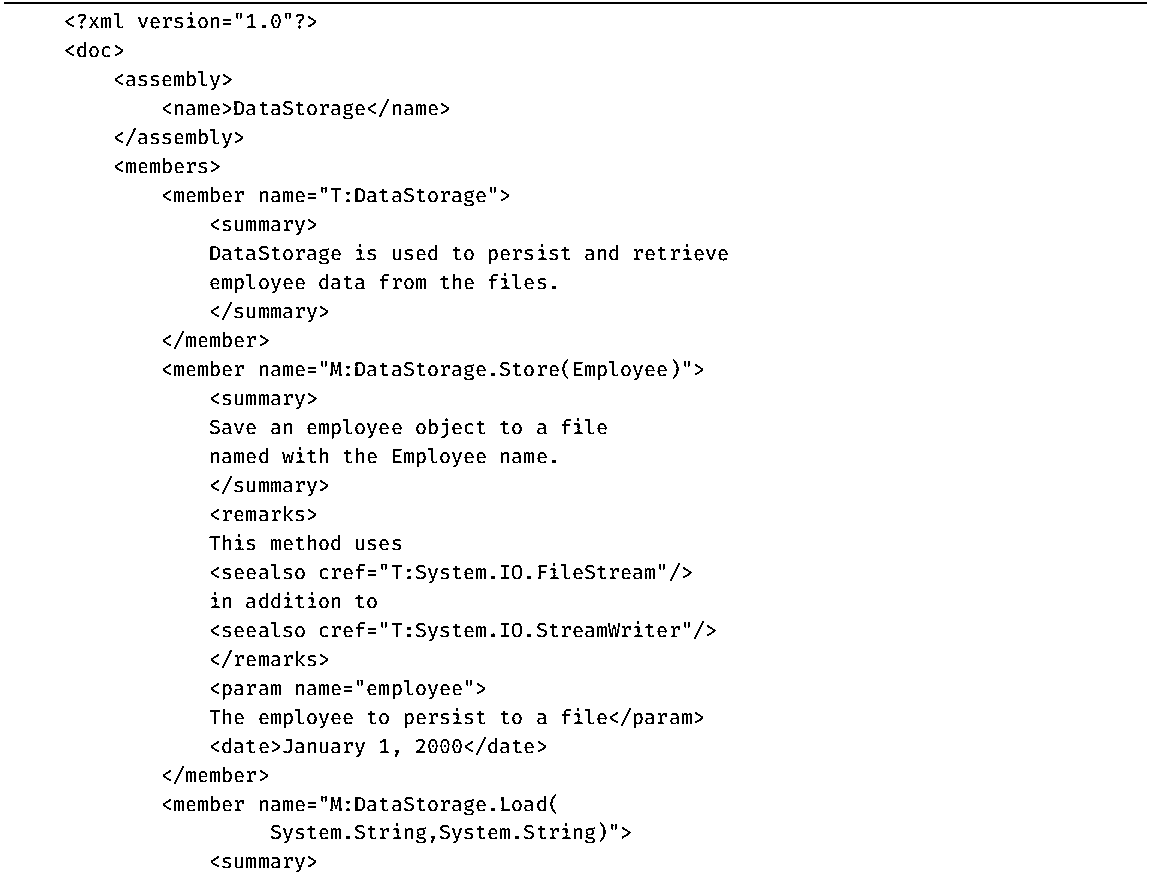 <?xml version="1.0"?>
<doc>
    <assembly>
        <name>DataStorage</name>
    </assembly>
    <members>
        <member name="T:DataStorage">
            <summary>
            DataStorage is used to persist and retrieve
            employee data from the files.
            </summary>
        </member>
        <member name="M:DataStorage.Store(Employee)">
            <summary>
            Save an employee object to a file
            named with the Employee name.
            </summary>
            <remarks>
            This method uses
            <seealso cref="T:System.IO.FileStream"/>
            in addition to
            <seealso cref="T:System.IO.StreamWriter"/>
            </remarks>
            <param name="employee">
            The employee to persist to a file</param>
            <date>January 1, 2000</date>
        </member>
        <member name="M:DataStorage.Load(
                 System.String,System.String)">
            <summary>